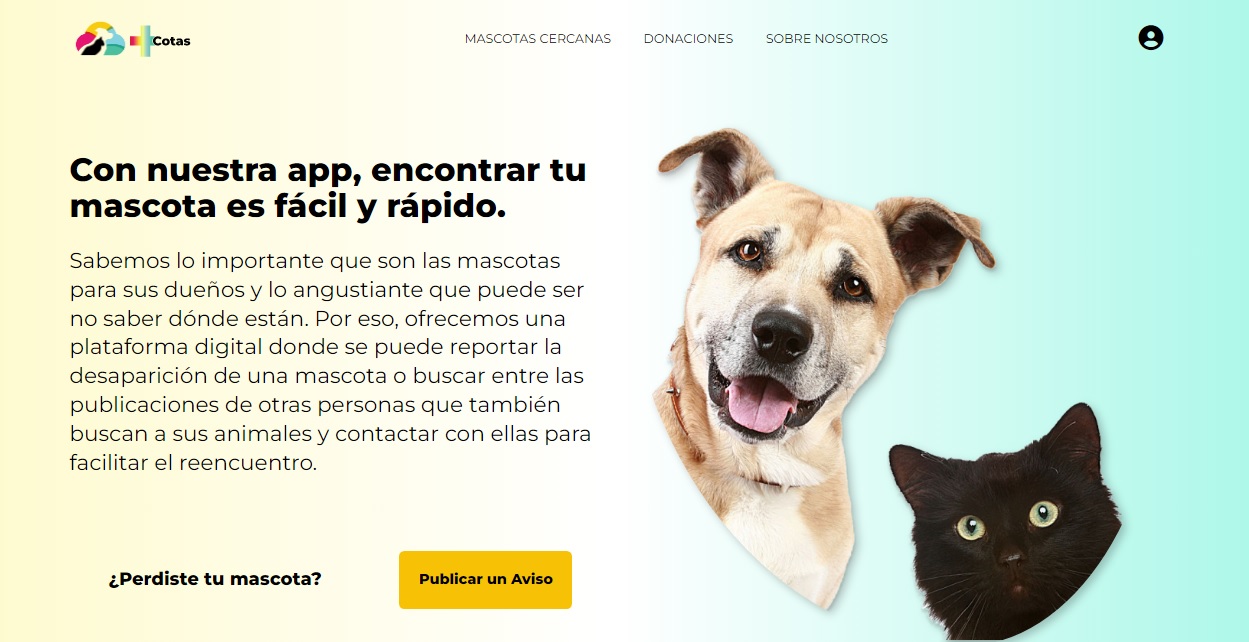 Cotas
MASCOTAS CERCANAS
DONACIONES
SOBRE NOSOTROS
Con nuestra app, encontrar tu
mascota es fácil y rápido.
Sabemos lo importante que son las mascotas
para sus dueños y lo angustiante que puede ser
no saber dónde están. Por eso, ofrecemos una
plataforma digital donde se puede reportar la
desaparición de una mascota o buscar entre las
publicaciones de otras personas que también
buscan a sus animales y contactar con ellas para
facilitar el reencuentro.
¿Perdiste tu mascota?
Publicar un Aviso